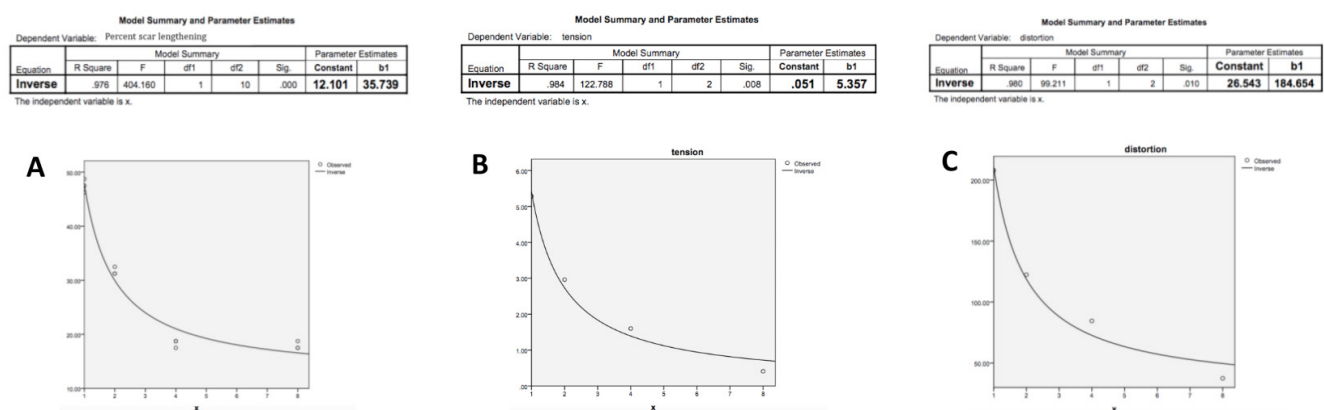 Model Summary and Parameter Estimates
Dependent Variable: Percent scar lengthening
Model Summary Parameter Estimates
Equation R Square F df1 df2 Sig. Constant b1
Inverse .976 404.160 1 10 .000 12.101 35.739
The independent variable is x.
Model Summary and Parameter Estimates
Dependent Variable: tension
Model Summary Parameter Estimates
Equation R Square F df1 df2 Sig. Constant b1
Inverse .984 122.788 1 2 .008 .051 5.357
The independent variable is x.
Model Summary and Parameter Estimates
Dependent Variable: distortion
Model Summary Parameter Estimates
Equation R Square F df1 df2 Sig. Constant b1
Inverse .980 99.211 1 2 .010 26.543 184.654
The independent variable is x.
A
Observed
Inverse
50.00
40.00
30.00
20.00
10.00
1 2 3 4 5 6 7 8
x
B
tension
Observed
Inverse
6.00
5.00
4.00
3.00
2.00
1.00
.00
1 2 3 4 5 6 7 8
x
C
distortion
Observed
Inverse
200.00
150.00
100.00
50.00
1 2 3 4 5 6 7 8
x